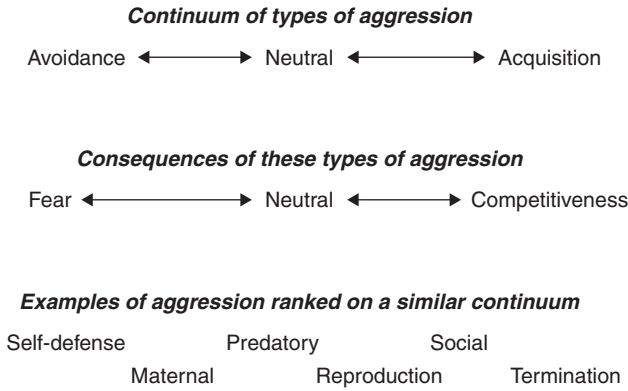 Continuum of types of aggression
Avoidance Neutral Acquisition
Consequences of these types of aggression
Fear Neutral Competitiveness
Examples of aggression ranked on a similar continuum
Self-defense Predatory Social
Maternal Reproduction Termination